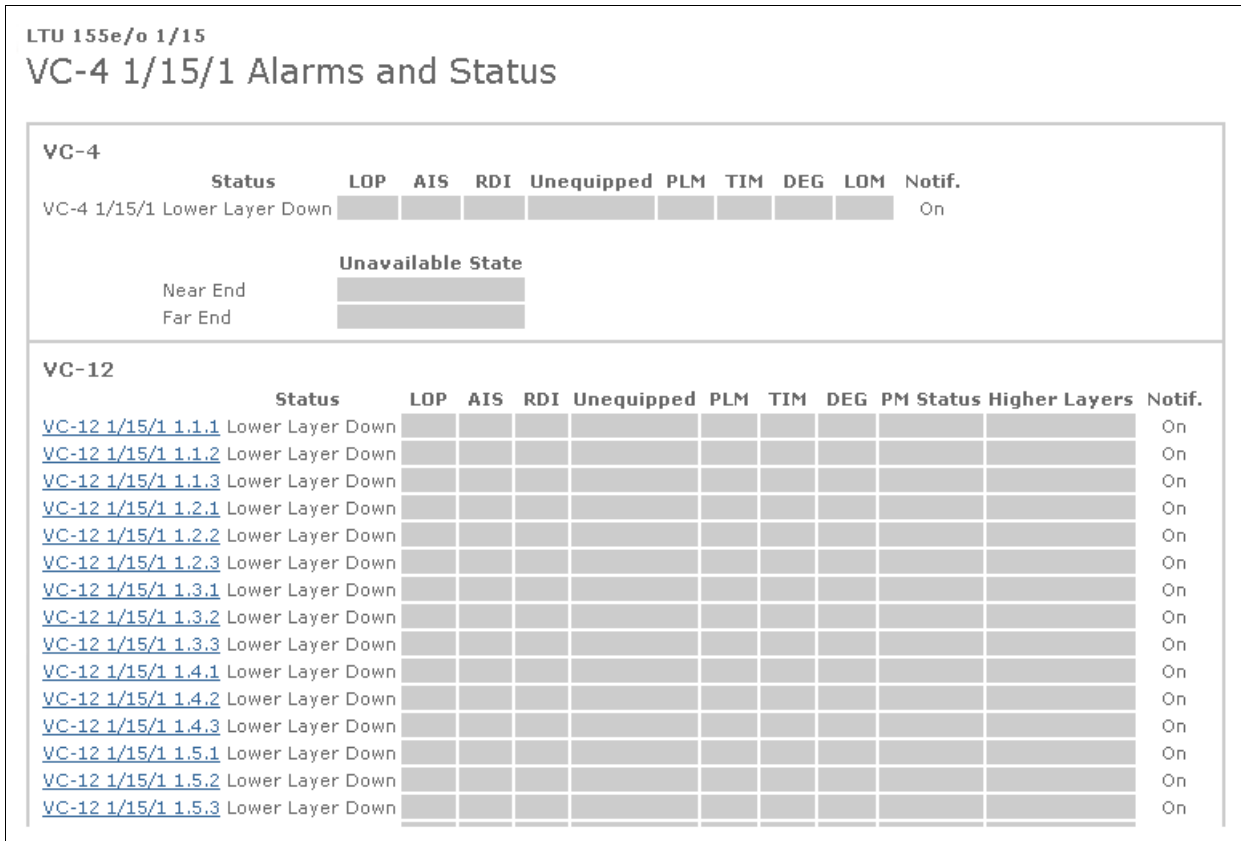 LTU 155e/o 1/15
VC-4 1/15/1 Alarms and Status
VC-4
Status LOP AIS RDI Unequipped PLM TIM DEG LOM Notif.
VC-4 1/15/1 Lower Layer Down On
Unavailable State
Near End
Far End
VC-12
Status LOP AIS RDI Unequipped PLM TIM DEG PM Status Higher Layers Notif.
VC-12 1/15/1 1.1.1 Lower Layer Down On
VC-12 1/15/1 1.1.2 Lower Layer Down On
VC-12 1/15/1 1.1.3 Lower Layer Down On
VC-12 1/15/1 1.2.1 Lower Layer Down On
VC-12 1/15/1 1.2.2 Lower Layer Down On
VC-12 1/15/1 1.2.3 Lower Layer Down On
VC-12 1/15/1 1.3.1 Lower Layer Down On
VC-12 1/15/1 1.3.2 Lower Layer Down On
VC-12 1/15/1 1.3.3 Lower Layer Down On
VC-12 1/15/1 1.4.1 Lower Layer Down On
VC-12 1/15/1 1.4.2 Lower Layer Down On
VC-12 1/15/1 1.4.3 Lower Layer Down On
VC-12 1/15/1 1.5.1 Lower Layer Down On
VC-12 1/15/1 1.5.2 Lower Layer Down On
VC-12 1/15/1 1.5.3 Lower Layer Down On